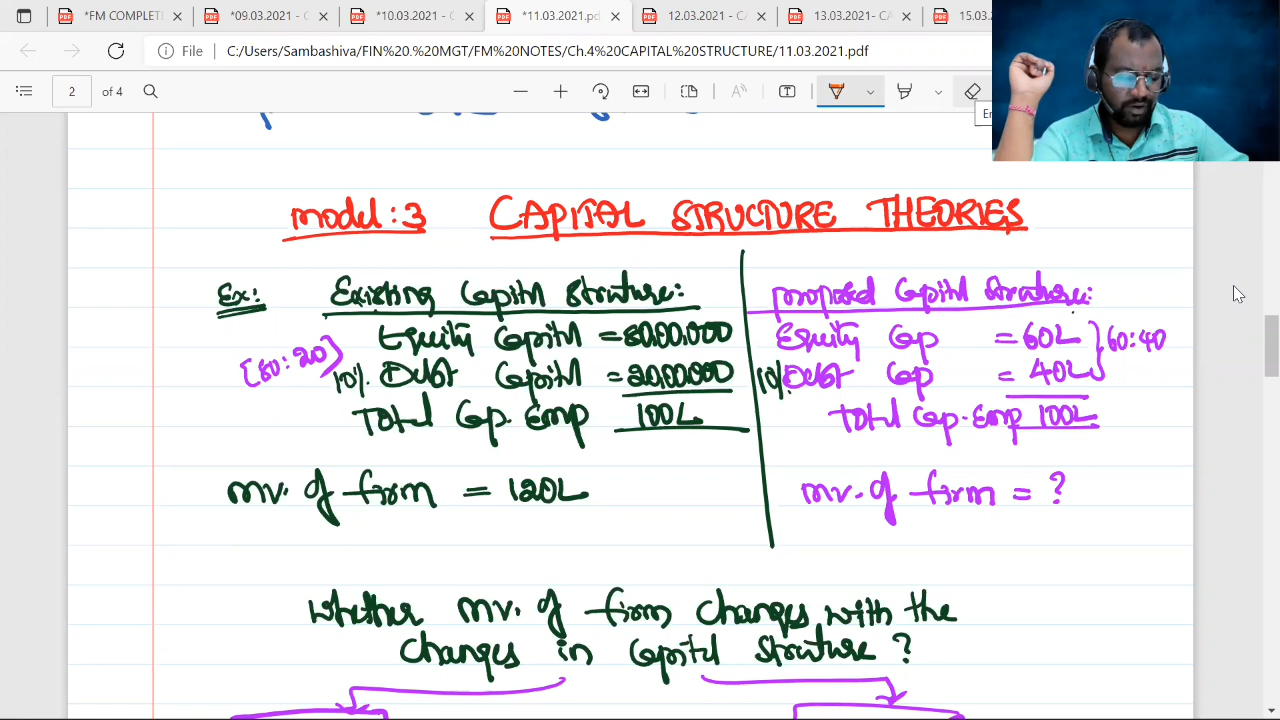 *FM COMPLETE
*09.03.2021
*10.03.2021 - C
*11.03.2021.pd
12.03.2021 - CA
13.03.2021- CA
15.03
File
C:/Users/Sambashiva/FIN%20.%20MGT/FM%20NOTES/Ch.4%20CAPITAL%20STRUCTURE/11.03.2021.pdf
2 of 4
model:3 CAPITAL STRUCTURE THEORIES
Ex: Existing Capital Structure:
Equity Capital = 80,00,000
[80:20] 10% Debt Capital = 20,00,000
Total Cap. Emp 100L
mv. of firm = 120L
proposed Capital Structure:
Equity Cap = 60L
10% Debt Cap = 40L
60:40
Total Cap. Emp 100L
mv. of firm = ?
Whether mv. of firm changes with the
changes in Capital Structure ?